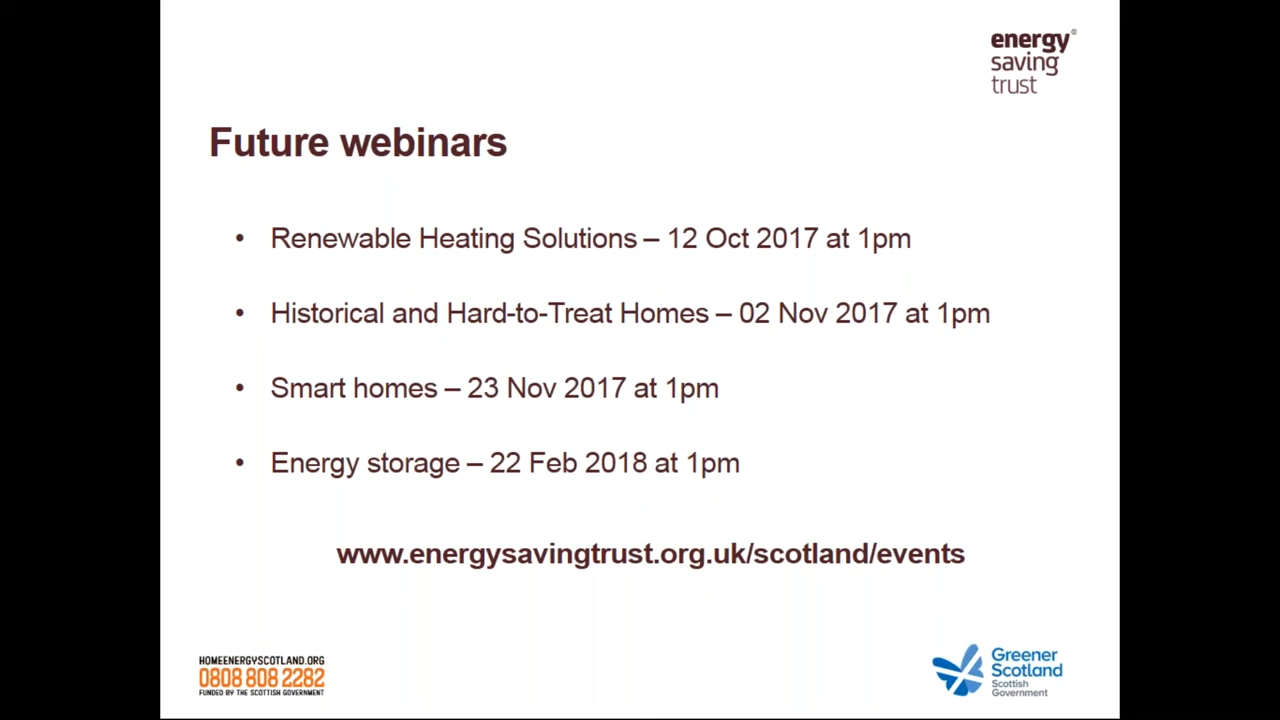 energy
saving
trust
Future webinars
• Renewable Heating Solutions – 12 Oct 2017 at 1pm
• Historical and Hard-to-Treat Homes – 02 Nov 2017 at 1pm
• Smart homes – 23 Nov 2017 at 1pm
• Energy storage – 22 Feb 2018 at 1pm
www.energysavingtrust.org.uk/scotland/events
HOMEENERGYSCOTLAND.ORG
0808 808 2282
FUNDED BY THE SCOTTISH GOVERNMENT
Greener
Scotland
Scottish
Government